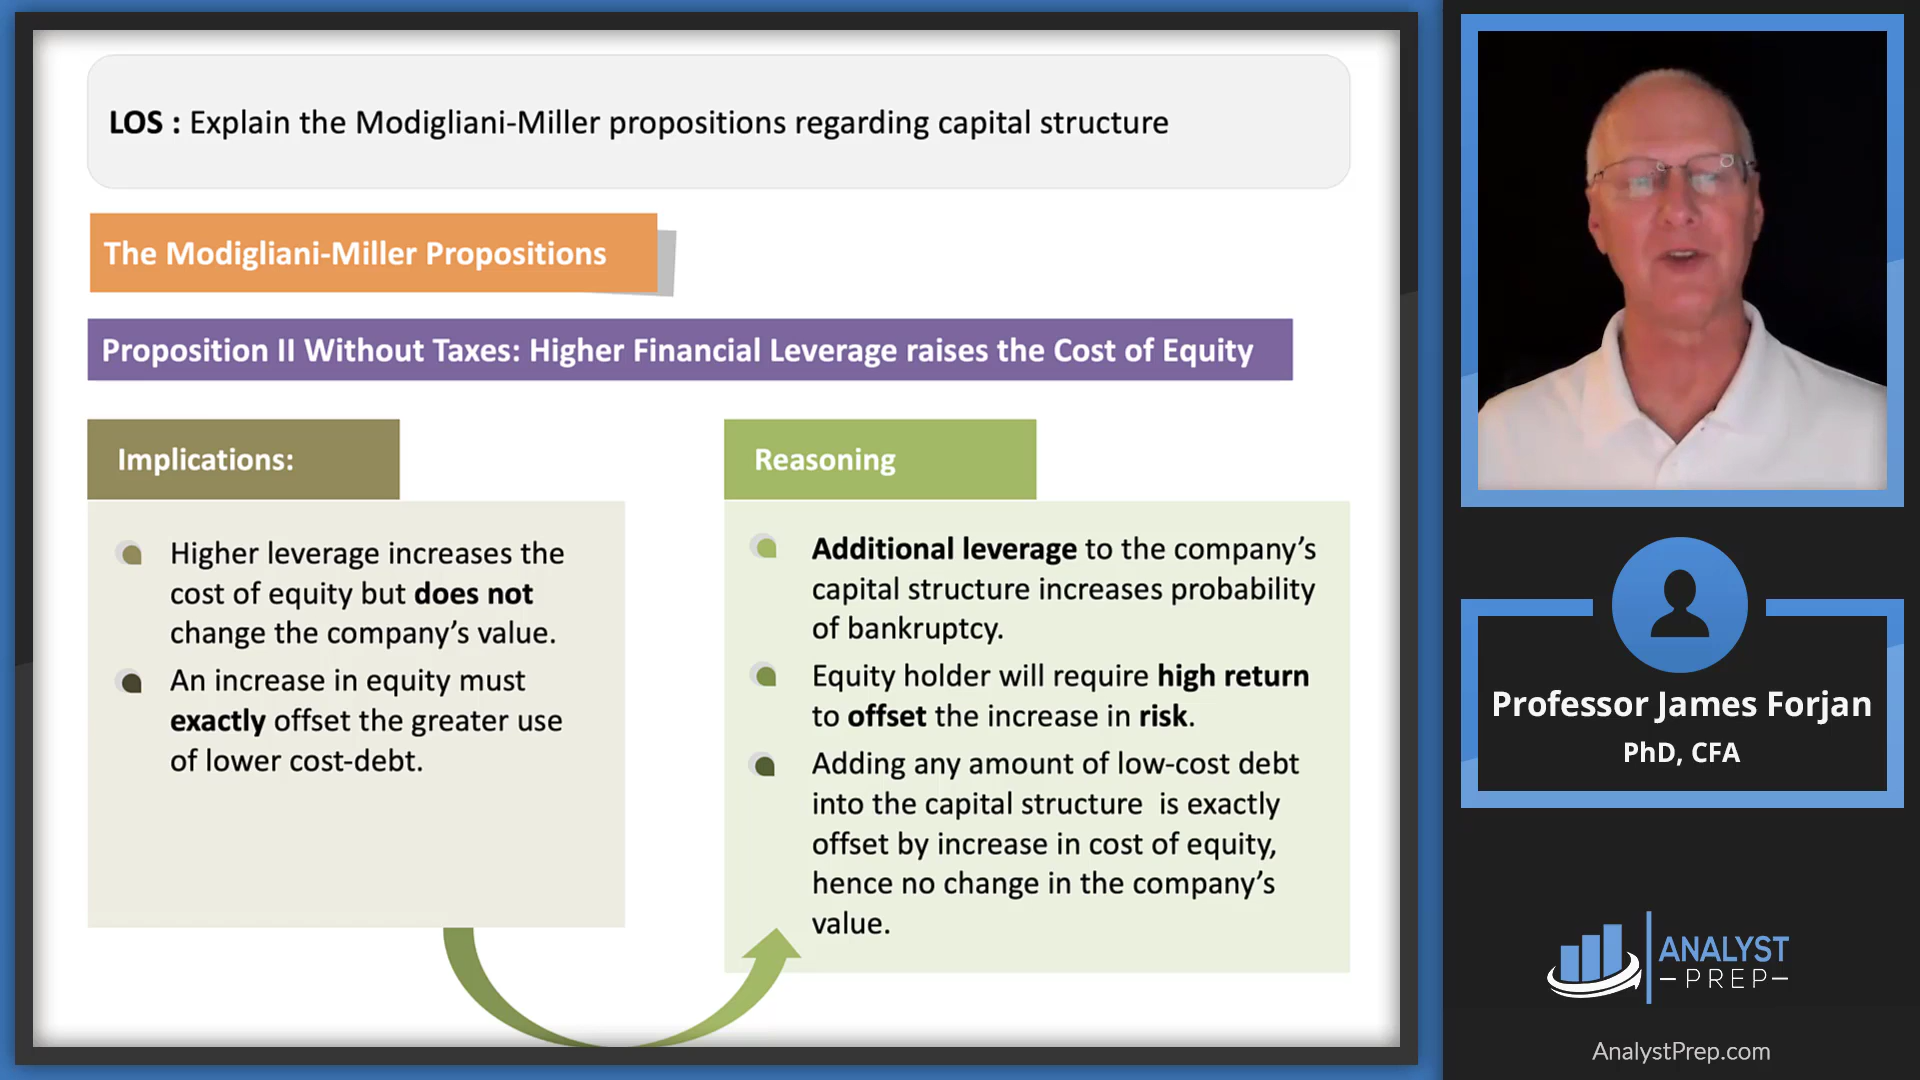 LOS : Explain the Modigliani-Miller propositions regarding capital structure
The Modigliani-Miller Propositions
Proposition II Without Taxes: Higher Financial Leverage raises the Cost of Equity
Implications:
Higher leverage increases the
cost of equity but does not
change the company’s value.
An increase in equity must
exactly offset the greater use
of lower cost-debt.
Reasoning
Additional leverage to the company’s
capital structure increases probability
of bankruptcy.
Equity holder will require high return
to offset the increase in risk.
Adding any amount of low-cost debt
into the capital structure is exactly
offset by increase in cost of equity,
hence no change in the company’s
value.
Professor James Forjan
PhD, CFA
ANALYST
PREP
AnalystPrep.com